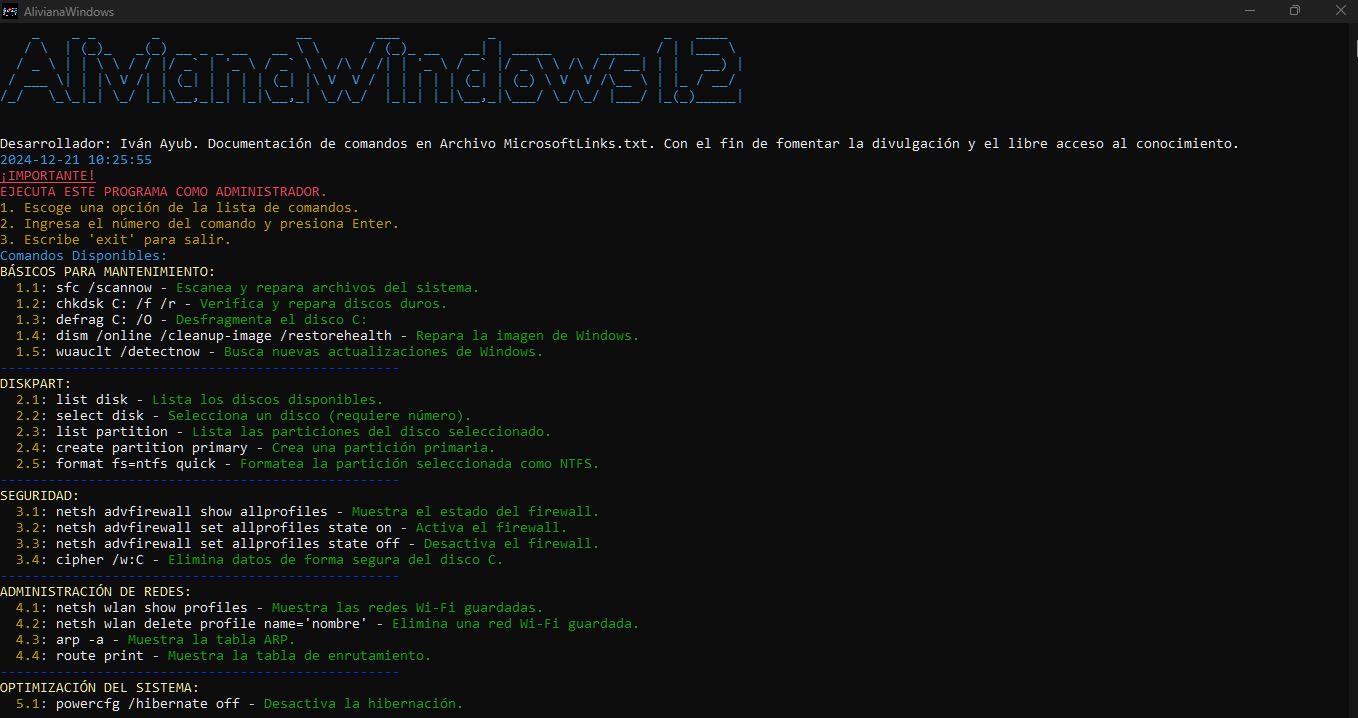 AlivianaWindows
AlivianaWindows1.2
Desarrollador: Iván Ayub. Documentación de comandos en Archivo MicrosoftLinks.txt. Con el fin de fomentar la divulgación y el libre acceso al conocimiento.
2024-12-21 10:25:55
¡IMPORTANTE!
EJECUTA ESTE PROGRAMA COMO ADMINISTRADOR.
1. Escoge una opción de la lista de comandos.
2. Ingresa el número del comando y presiona Enter.
3. Escribe 'exit' para salir.
Comandos Disponibles:
BÁSICOS PARA MANTENIMIENTO:
1.1: sfc /scannow - Escanea y repara archivos del sistema.
1.2: chkdsk C: /f /r - Verifica y repara discos duros.
1.3: defrag C: /O - Desfragmenta el disco C:
1.4: dism /online /cleanup-image /restorehealth - Repara la imagen de Windows.
1.5: wuauclt /detectnow - Busca nuevas actualizaciones de Windows.
--------------------------------------------------
DISKPART:
2.1: list disk - Lista los discos disponibles.
2.2: select disk - Selecciona un disco (requiere número).
2.3: list partition - Lista las particiones del disco seleccionado.
2.4: create partition primary - Crea una partición primaria.
2.5: format fs=ntfs quick - Formatea la partición seleccionada como NTFS.
--------------------------------------------------
SEGURIDAD:
3.1: netsh advfirewall show allprofiles - Muestra el estado del firewall.
3.2: netsh advfirewall set allprofiles state on - Activa el firewall.
3.3: netsh advfirewall set allprofiles state off - Desactiva el firewall.
3.4: cipher /w:C - Elimina datos de forma segura del disco C.
--------------------------------------------------
ADMINISTRACIÓN DE REDES:
4.1: netsh wlan show profiles - Muestra las redes Wi-Fi guardadas.
4.2: netsh wlan delete profile name='nombre' - Elimina una red Wi-Fi guardada.
4.3: arp -a - Muestra la tabla ARP.
4.4: route print - Muestra la tabla de enrutamiento.
--------------------------------------------------
OPTIMIZACIÓN DEL SISTEMA:
5.1: powercfg /hibernate off - Desactiva la hibernación.